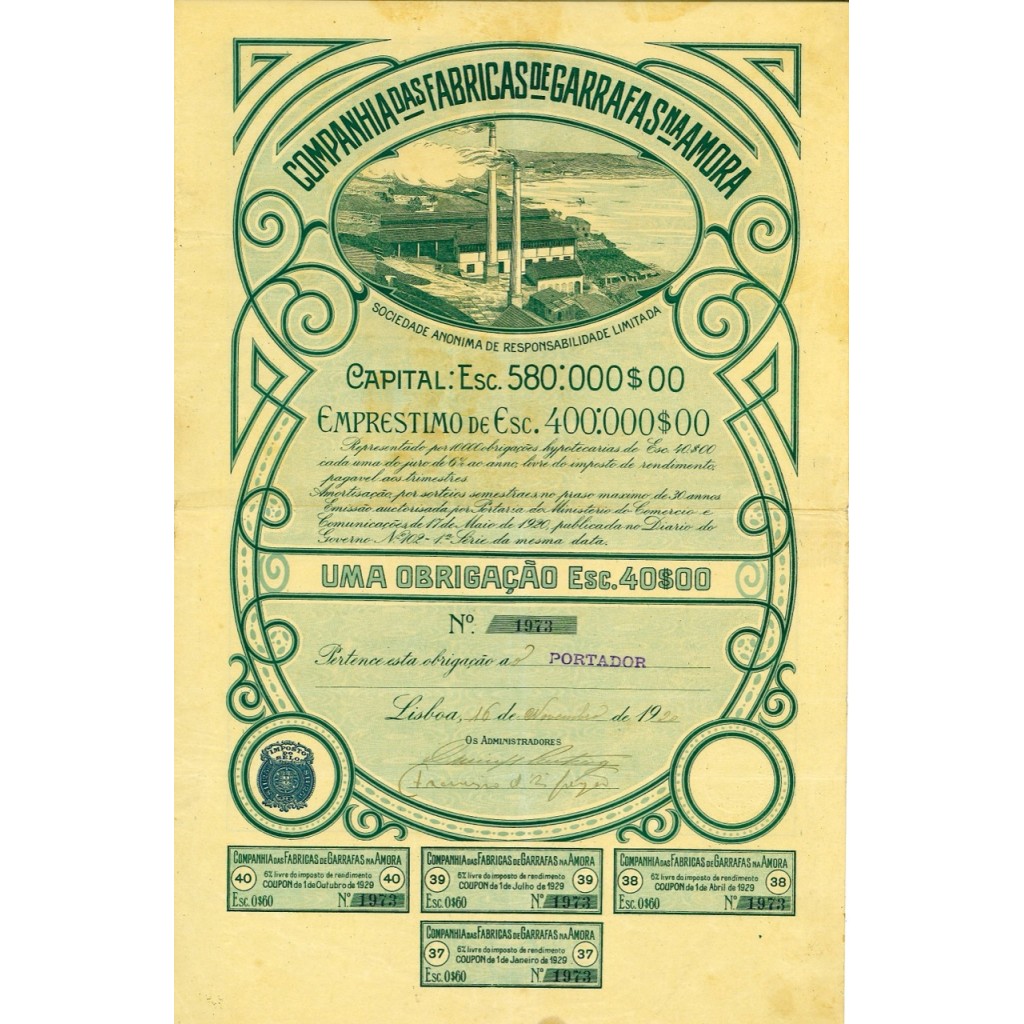 COMPANHIA DAS FABRICAS DE GARRAFAS NA AMORA
SOCIEDADE ANONIMA DE RESPONSABILIDADE LIMITADA
CAPITAL: ESC. 580:000$00
EMPRESTIMO DE ESC. 400:000$00
Representado por 10000 obrigações hypotecarias de Esc. 40$00
cada uma do juro de 6% ao anno, livre do imposto de rendimento,
pagavel aos trimestres
Amortisação, por sorteios semestraes, no praso maximo de 30 annos
Emissão auctorisada por Portaria do Ministerio do Comercio e
Comunicações de 17 de Maio de 1920, publicada no Diario do
Governo Nº 102 - 1ª Série da mesma data.
UMA OBRIGAÇÃO ESC. 40$00
Nº. 1973
Pertence esta obrigação a PORTADOR
Lisboa, 16 de Novembro de 1920
OS ADMINISTRADORES
IMPOSTO
DO
SELO
COMPANHIA DAS FABRICAS DE GARRAFAS NA AMORA
40 6% livre do imposto de rendimento 40
COUPON de 1 de Outubro de 1929
Esc. 0$60 Nº 1973
COMPANHIA DAS FABRICAS DE GARRAFAS NA AMORA
39 6% livre do imposto de rendimento 39
COUPON de 1 de Julho de 1929
Esc. 0$60 Nº 1973
COMPANHIA DAS FABRICAS DE GARRAFAS NA AMORA
38 6% livre do imposto de rendimento 38
COUPON de 1 de Abril de 1929
Esc. 0$60 Nº 1973
COMPANHIA DAS FABRICAS DE GARRAFAS NA AMORA
37 6% livre do imposto de rendimento 37
COUPON de 1 de Janeiro de 1929
Esc. 0$60 Nº 1973